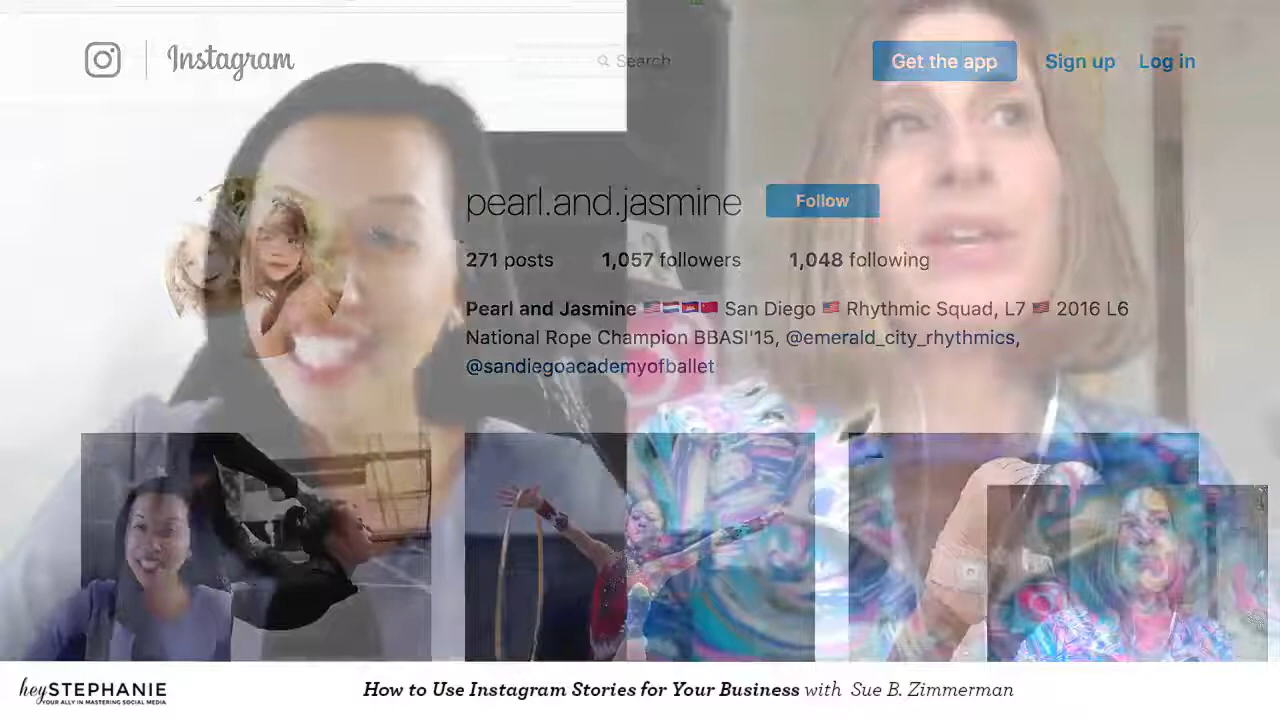 Instagram
Search
Get the app
Sign up
Log in
pearl.and.jasmine
Follow
271 posts 1,057 followers 1,048 following
Pearl and Jasmine San Diego Rhythmic Squad, L7 2016 L6
National Rope Champion BBASI'15, @emerald_city_rhythmics,
@sandiegoacademyofballet
heySTEPHANIE
YOUR ALLY IN MASTERING SOCIAL MEDIA
How to Use Instagram Stories for Your Business with Sue B. Zimmerman